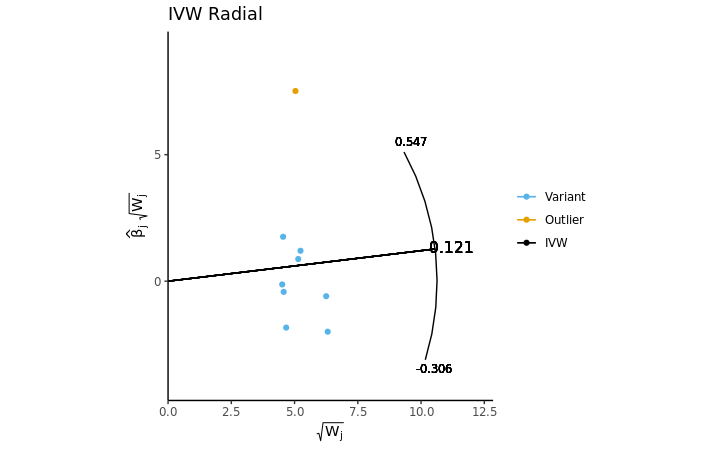 IVW Radial
5
0
β̂j √Wj
0.547
0.121
-0.306
0.0 2.5 5.0 7.5 10.0 12.5
√Wj
Variant
Outlier
IVW